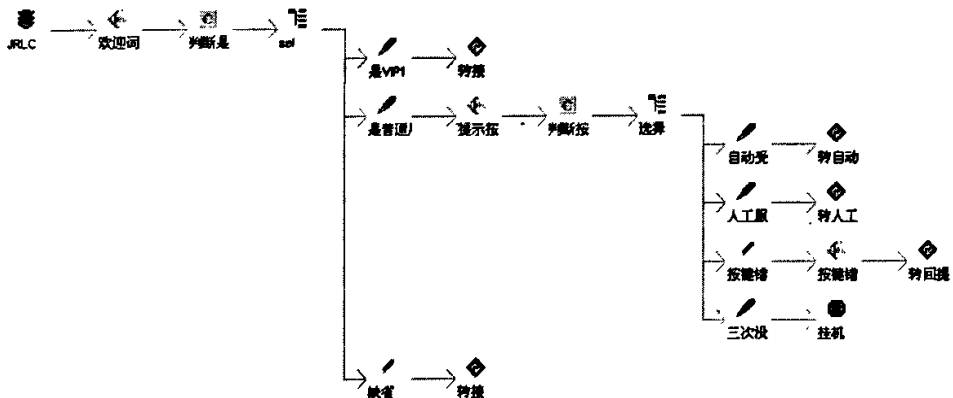 JRLC
欢迎词
判断是
sel
是VIP1
转接
是普通
提示按
判断按
选择
自动受
转自动
人工服
转人工
按键错
按键错
转回提
三次没
挂机
缺省
转接